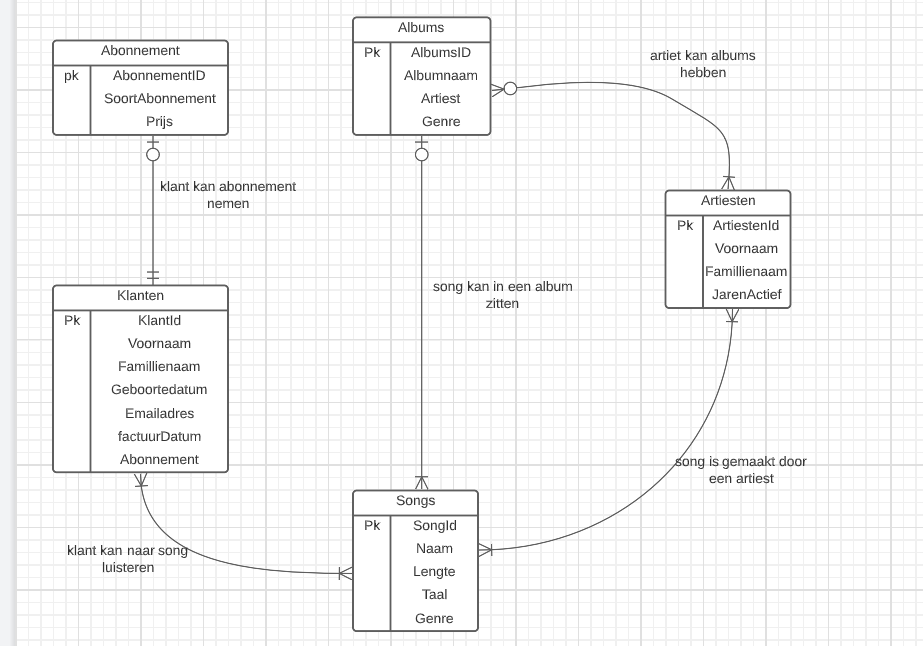 Abonnement
pk AbonnementID
SoortAbonnement
Prijs
Albums
Pk AlbumsID
Albumnaam
Artiest
Genre
artiet kan albums
hebben
klant kan abonnement
nemen
Artiesten
Pk ArtiestenId
Voornaam
Famillienaam
JarenActief
Klanten
Pk KlantId
Voornaam
Famillienaam
Geboortedatum
Emailadres
factuurDatum
Abonnement
song kan in een album
zitten
song is gemaakt door
een artiest
klant kan naar song
luisteren
Songs
Pk SongId
Naam
Lengte
Taal
Genre